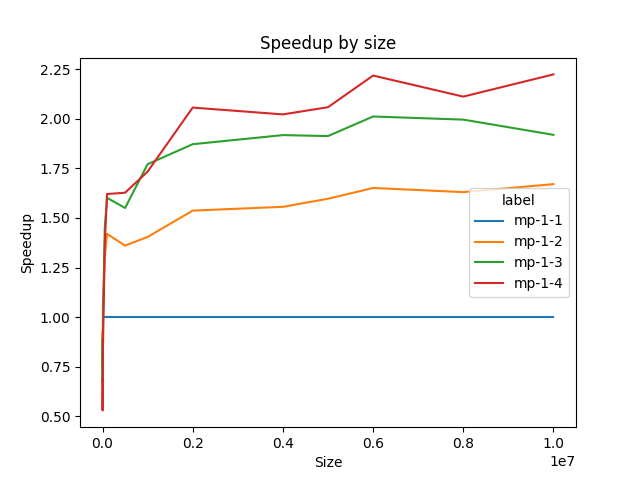 Speedup by size
2.25
2.00
1.75
1.50
1.25
1.00
0.75
0.50
Speedup
label
mp-1-1
mp-1-2
mp-1-3
mp-1-4
0.0 0.2 0.4 0.6 0.8 1.0
1e7
Size